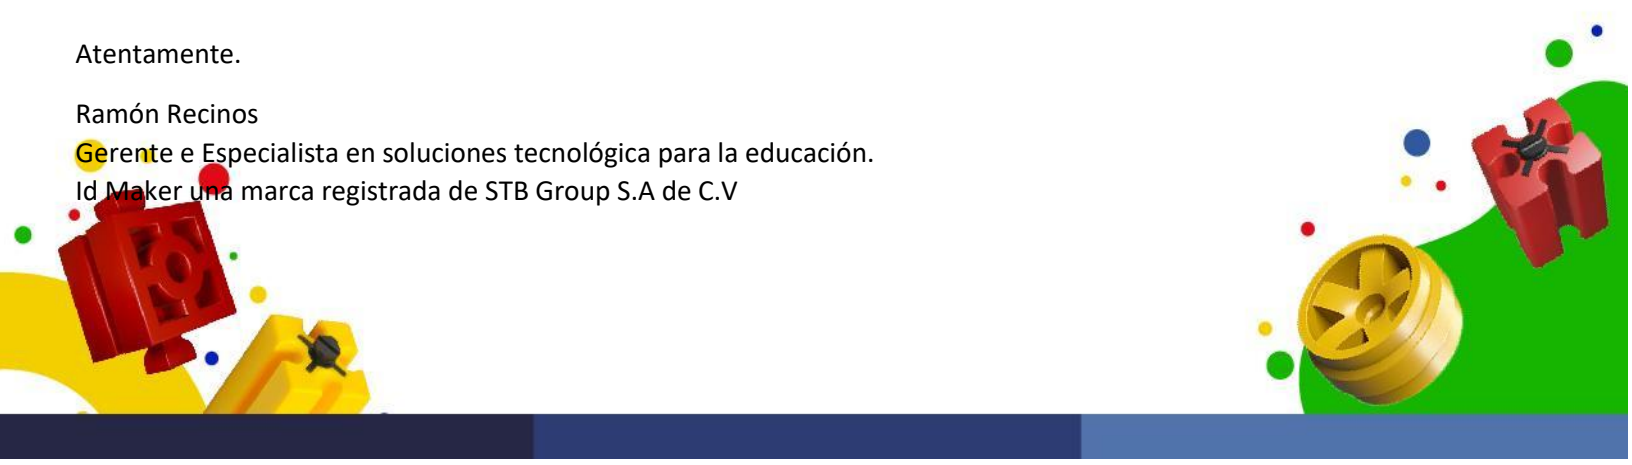 Atentamente.
Ramón Recinos
Gerente e Especialista en soluciones tecnológica para la educación.
Id Maker una marca registrada de STB Group S.A de C.V